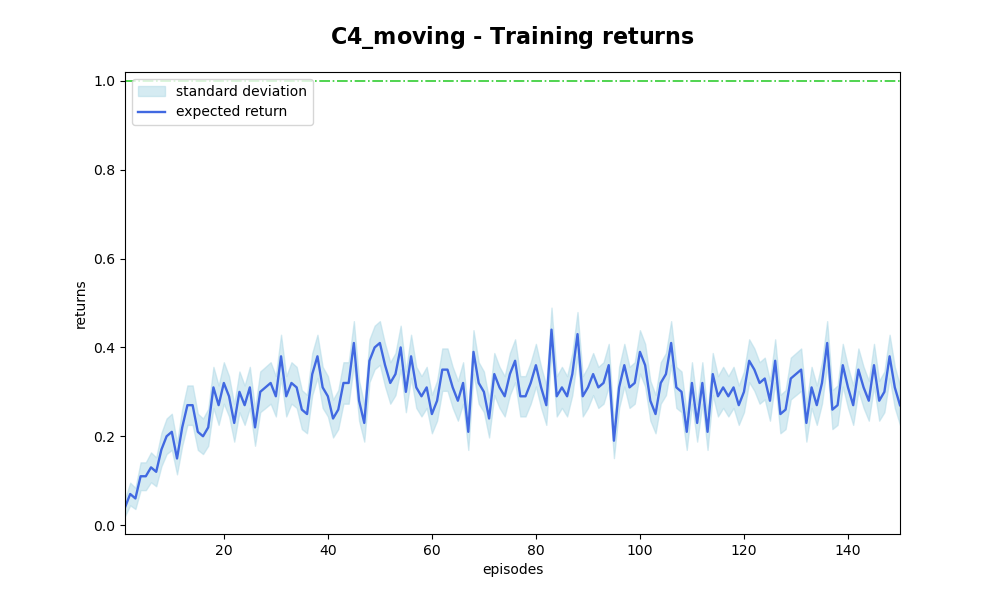 C4_moving - Training returns
standard deviation
expected return
returns
1.0
0.8
0.6
0.4
0.2
0.0
20 40 60 80 100 120 140
episodes